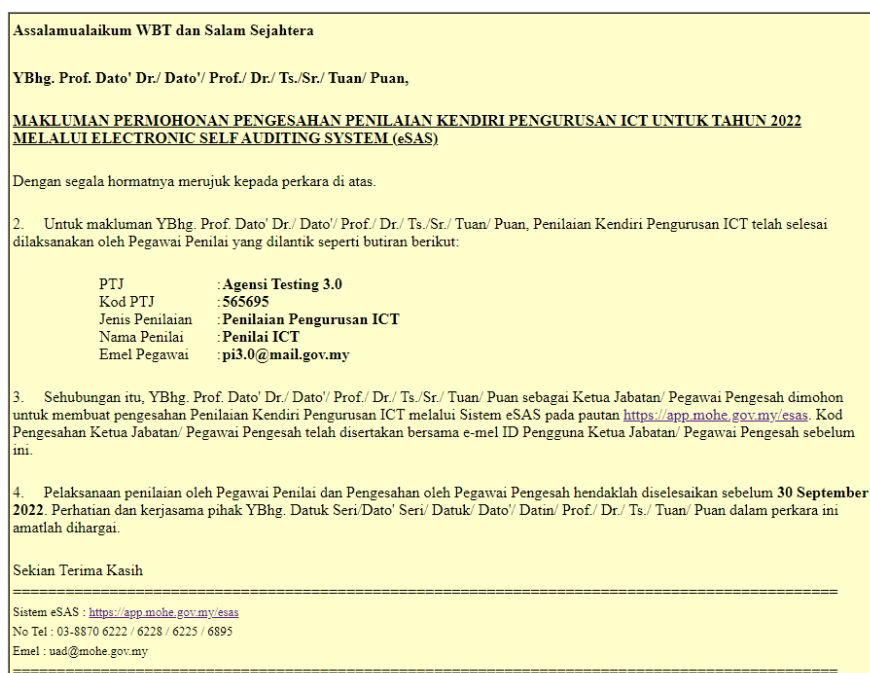 Assalamualaikum WBT dan Salam Sejahtera
YBhg. Prof. Dato' Dr./ Dato'/ Prof./ Dr./ Ts./Sr./ Tuan/ Puan,
MAKLUMAN PERMOHONAN PENGESAHAN PENILAIAN KENDIRI PENGURUSAN ICT UNTUK TAHUN 2022
MELALUI ELECTRONIC SELF AUDITING SYSTEM (eSAS)
Dengan segala hormatnya merujuk kepada perkara di atas.
2. Untuk makluman YBhg. Prof. Dato' Dr./ Dato'/ Prof./ Dr./ Ts./Sr./ Tuan/ Puan, Penilaian Kendiri Pengurusan ICT telah selesai
dilaksanakan oleh Pegawai Penilai yang dilantik seperti butiran berikut:
PTJ : Agensi Testing 3.0
Kod PTJ : 565695
Jenis Penilaian : Penilaian Pengurusan ICT
Nama Penilai : Penilai ICT
Emel Pegawai : pi3.0@mail.gov.my
3. Sehubungan itu, YBhg. Prof. Dato' Dr./ Dato'/ Prof./ Dr./ Ts./Sr./ Tuan/ Puan sebagai Ketua Jabatan/ Pegawai Pengesah dimohon
untuk membuat pengesahan Penilaian Kendiri Pengurusan ICT melalui Sistem eSAS pada pautan https://app.mohe.gov.my/esas. Kod
Pengesahan Ketua Jabatan/ Pegawai Pengesah telah disertakan bersama e-mel ID Pengguna Ketua Jabatan/ Pegawai Pengesah sebelum
ini.
4. Pelaksanaan penilaian oleh Pegawai Penilai dan Pengesahan oleh Pegawai Pengesah hendaklah diselesaikan sebelum 30 September
2022. Perhatian dan kerjasama pihak YBhg. Datuk Seri/Dato' Seri/ Datuk/ Dato'/ Datin/ Prof./ Dr./ Ts./ Tuan/ Puan dalam perkara ini
amatlah dihargai.
Sekian Terima Kasih
Sistem eSAS : https://app.mohe.gov.my/esas
No Tel : 03-8870 6222 / 6228 / 6225 / 6895
Emel : uad@mohe.gov.my